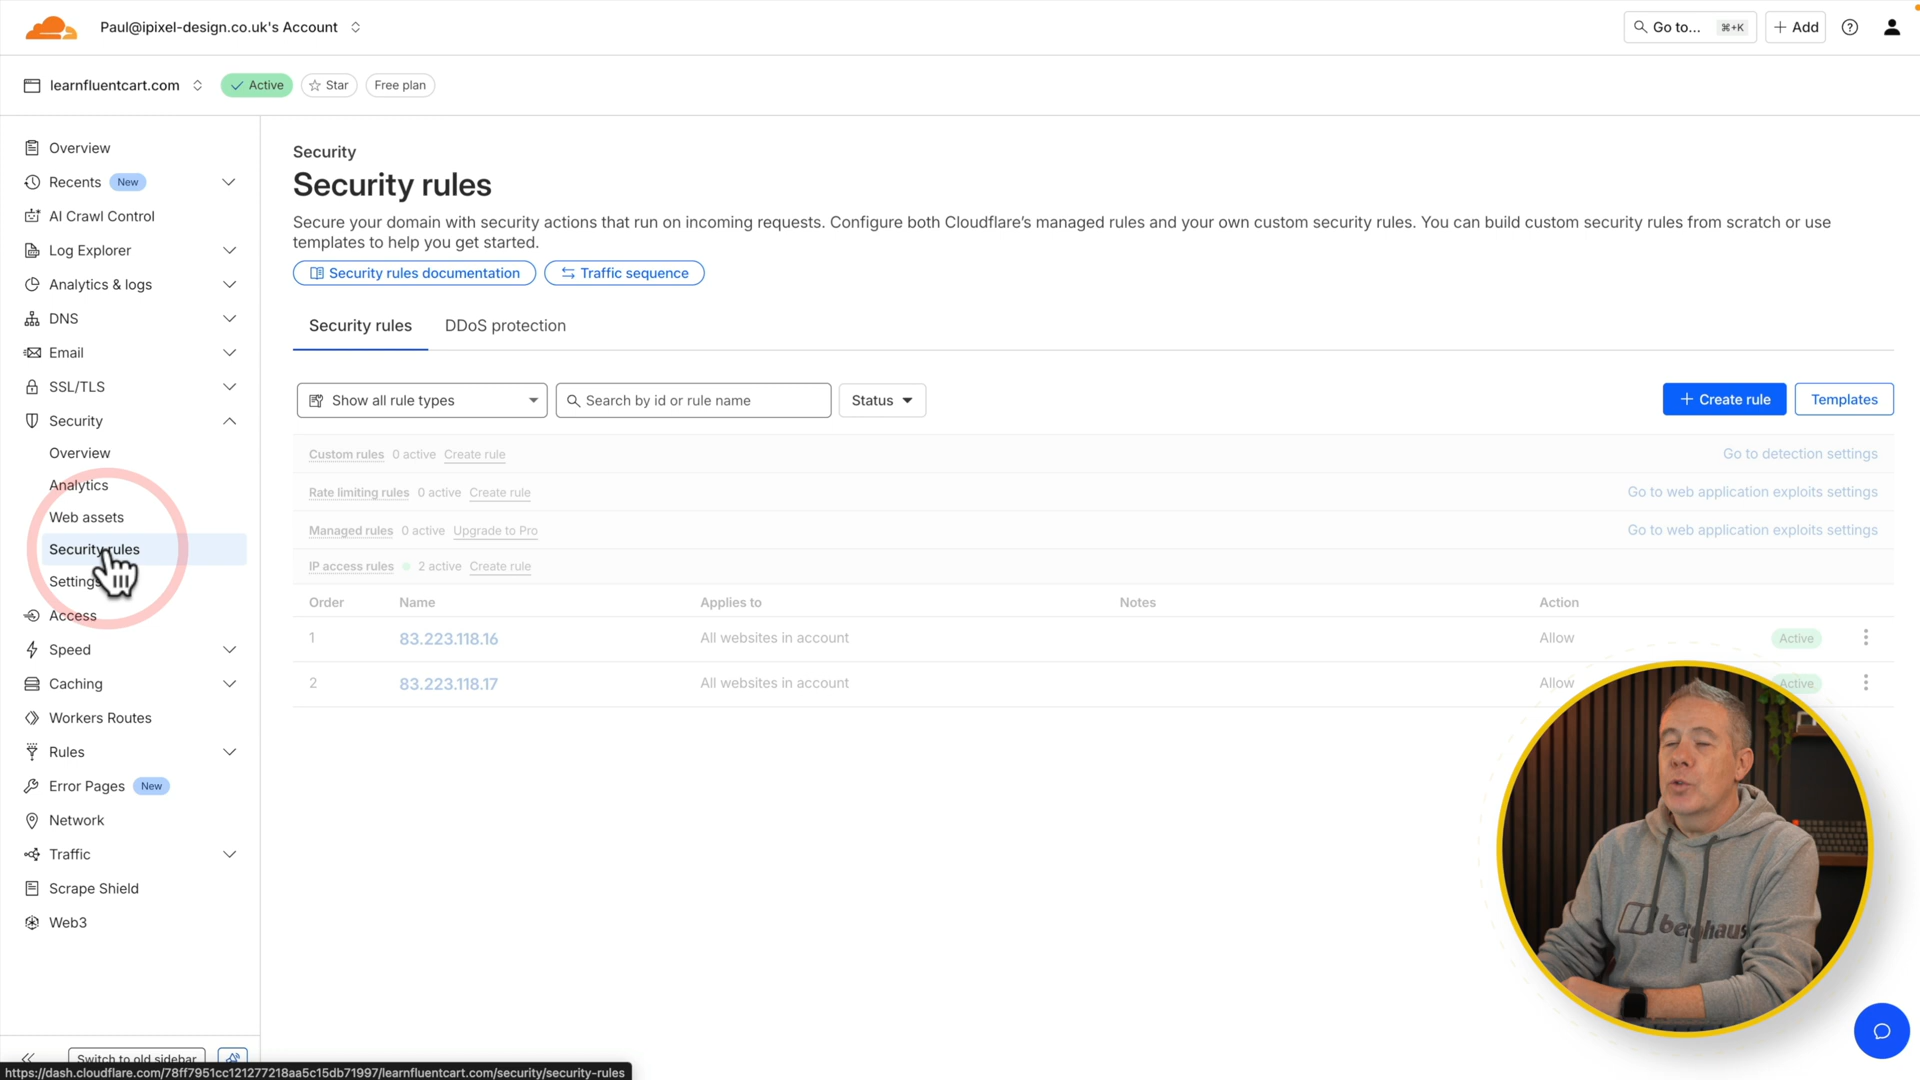 Paul@ipixel-design.co.uk's Account
Go to...
⌘+K
Add
learnfluentcart.com
Active
Star
Free plan
Overview
Recents
New
AI Crawl Control
Log Explorer
Analytics & logs
DNS
Email
SSL/TLS
Security
Overview
Analytics
Web assets
Security rules
Settings
Access
Speed
Caching
Workers Routes
Rules
Error Pages
New
Network
Traffic
Scrape Shield
Web3
Switch to old sidebar
Security
Security rules
Secure your domain with security actions that run on incoming requests. Configure both Cloudflare's managed rules and your own custom security rules. You can build custom security rules from scratch or use
templates to help you get started.
Security rules documentation
Traffic sequence
Security rules
DDoS protection
Show all rule types
Search by id or rule name
Status
Create rule
Templates
Custom rules 0 active Create rule
Go to detection settings
Rate limiting rules 0 active Create rule
Go to web application exploits settings
Managed rules 0 active Upgrade to Pro
Go to web application exploits settings
IP access rules 2 active Create rule
Order Name Applies to Notes Action
1 83.223.118.16 All websites in account Allow Active
2 83.223.118.17 All websites in account Allow Active
berghaus
https://dash.cloudflare.com/78ff7951cc121277218aa5c15db71997/learnfluentcart.com/security/security-rules